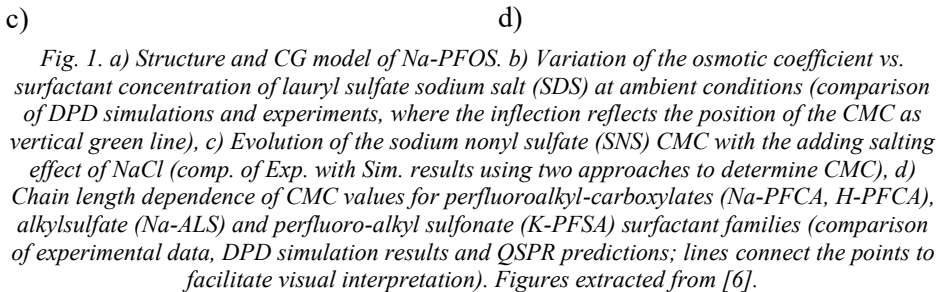 c) d)
Fig. 1. a) Structure and CG model of Na-PFOS. b) Variation of the osmotic coefficient vs.
surfactant concentration of lauryl sulfate sodium salt (SDS) at ambient conditions (comparison
of DPD simulations and experiments, where the inflection reflects the position of the CMC as
vertical green line), c) Evolution of the sodium nonyl sulfate (SNS) CMC with the adding salting
effect of NaCl (comp. of Exp. with Sim. results using two approaches to determine CMC), d)
Chain length dependence of CMC values for perfluoroalkyl-carboxylates (Na-PFCA, H-PFCA),
alkylsulfate (Na-ALS) and perfluoro-alkyl sulfonate (K-PFSA) surfactant families (comparison
of experimental data, DPD simulation results and QSPR predictions; lines connect the points to
facilitate visual interpretation). Figures extracted from [6].